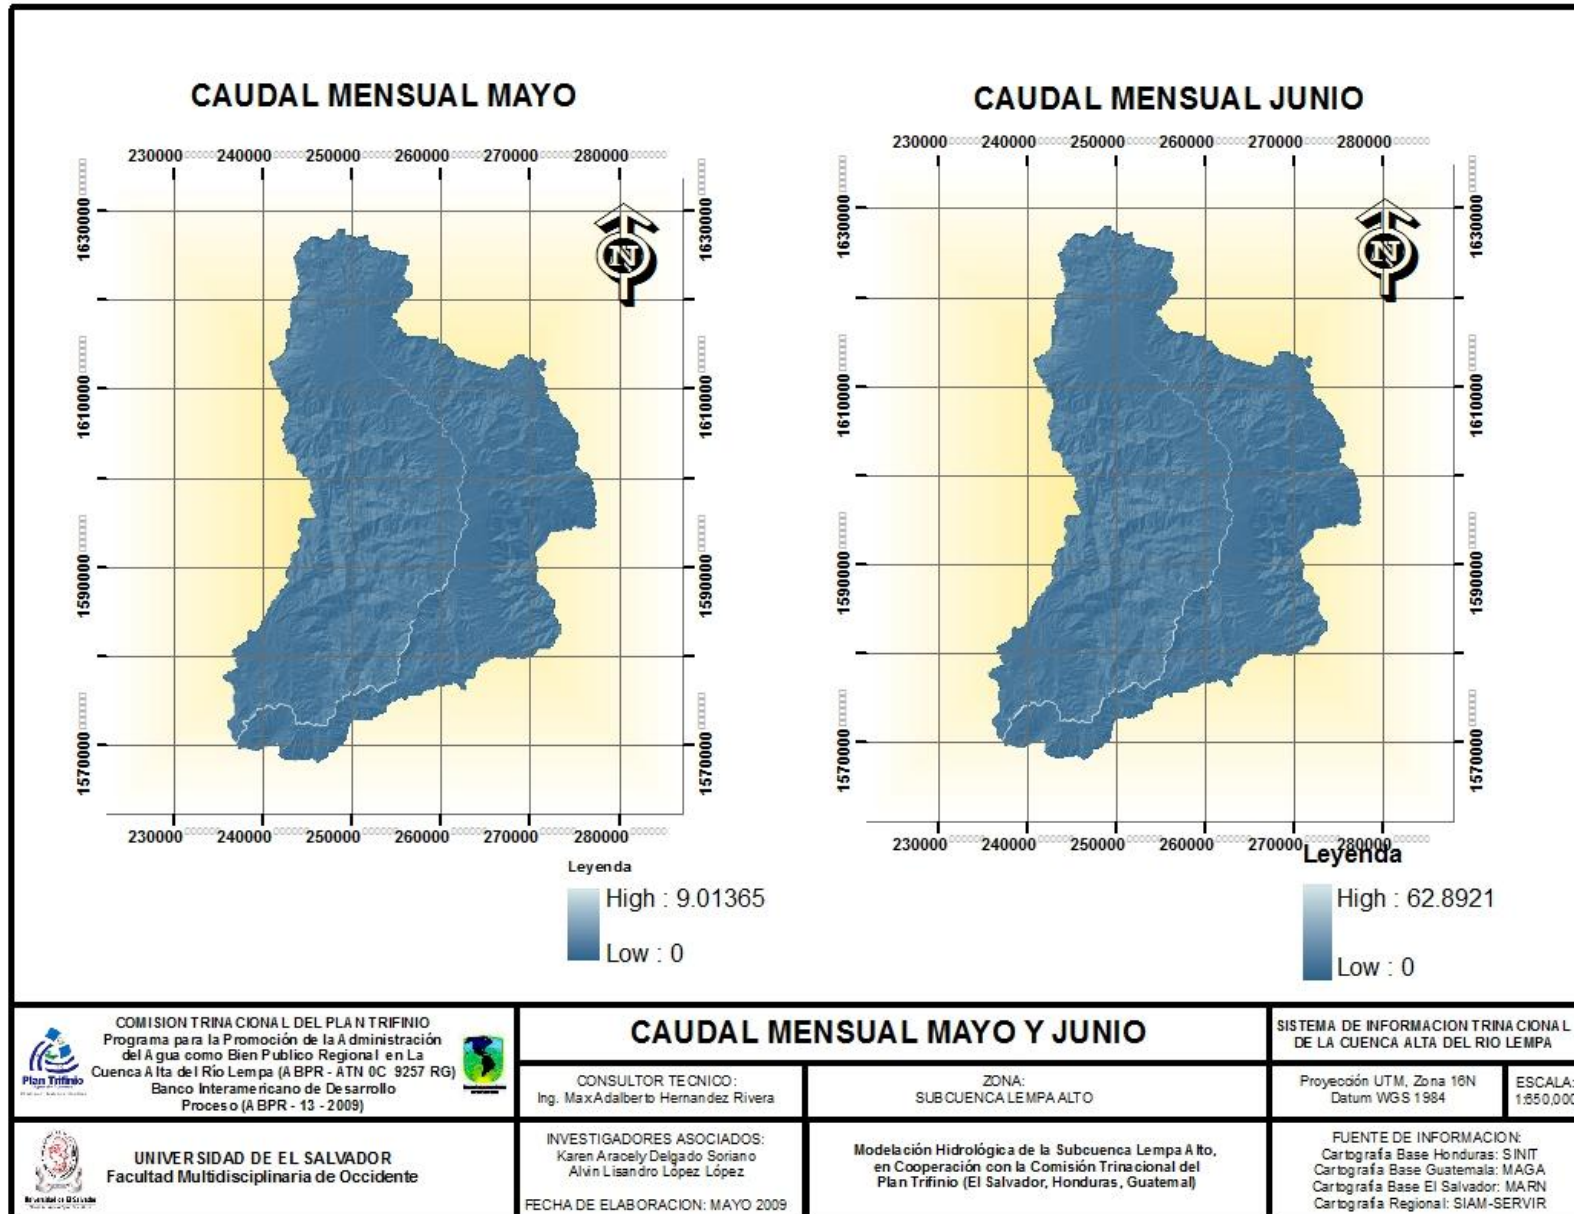 CAUDAL MENSUAL MAYO
230000 240000 250000 260000 270000 280000
1630000
1610000
1590000
1570000
1630000
1610000
1590000
1570000
N
230000 240000 250000 260000 270000 280000
Leyenda
High : 9.01365
Low : 0
CAUDAL MENSUAL JUNIO
230000 240000 250000 260000 270000 280000
1630000
1610000
1590000
1570000
1630000
1610000
1590000
1570000
N
230000 240000 250000 260000 270000 280000
Leyenda
High : 62.8921
Low : 0
COMISION TRINACIONAL DEL PLAN TRIFINIO
Programa para la Promoción de la Administración
del Agua como Bien Publico Regional en La
Cuenca Alta del Río Lempa (ABPR - ATN 0C 9257 RG)
Banco Interamericano de Desarrollo
Proceso (ABPR - 13 - 2009)
Plan Trifinio
UNIVERSIDAD DE EL SALVADOR
Facultad Multidisciplinaria de Occidente
Universidad de El Salvador
CAUDAL MENSUAL MAYO Y JUNIO
CONSULTOR TECNICO:
Ing. Max Adalberto Hernandez Rivera
ZONA:
SUBCUENCA LEMPA ALTO
INVESTIGADORES ASOCIADOS:
Karen Aracely Delgado Soriano
Alvin Lisandro López López
FECHA DE ELABORACION: MAYO 2009
Modelación Hidrológica de la Subcuenca Lempa Alto,
en Cooperación con la Comisión Trinacional del
Plan Trifinio (El Salvador, Honduras, Guatemal)
SISTEMA DE INFORMACION TRINACIONAL
DE LA CUENCA ALTA DEL RIO LEMPA
Proyección UTM, Zona 16N
Datum WGS 1984
ESCALA:
1:650,000
FUENTE DE INFORMACION:
Cartografía Base Honduras: SINIT
Cartografía Base Guatemala: MAGA
Cartografía Base El Salvador: MARN
Cartografía Regional: SIAM-SERVIR